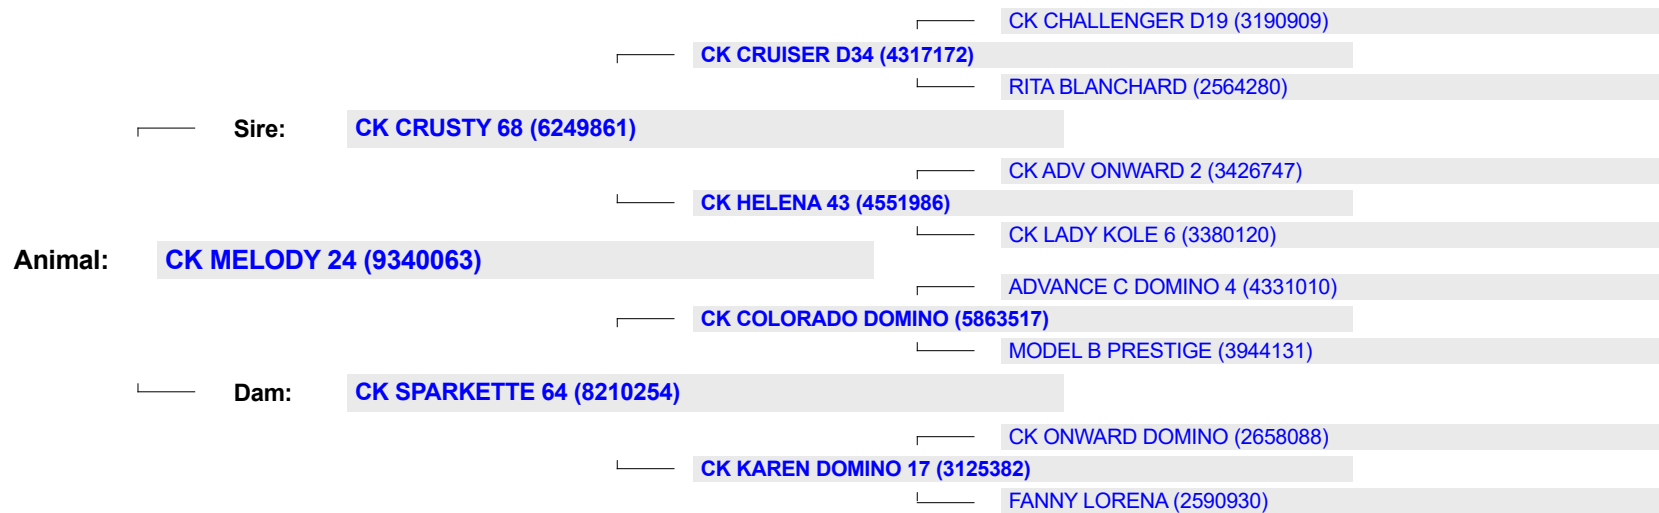 CK CHALLENGER D19 (3190909)
CK CRUISER D34 (4317172)
RITA BLANCHARD (2564280)
Sire: CK CRUSTY 68 (6249861)
CK ADV ONWARD 2 (3426747)
CK HELENA 43 (4551986)
CK LADY KOLE 6 (3380120)
Animal: CK MELODY 24 (9340063)
ADVANCE C DOMINO 4 (4331010)
CK COLORADO DOMINO (5863517)
MODEL B PRESTIGE (3944131)
Dam: CK SPARKETTE 64 (8210254)
CK ONWARD DOMINO (2658088)
CK KAREN DOMINO 17 (3125382)
FANNY LORENA (2590930)